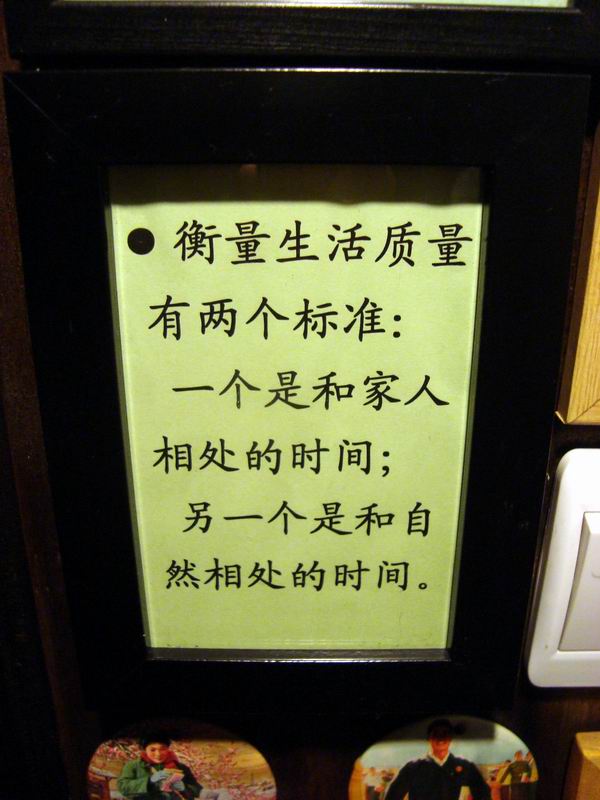 ● 衡量生活质量
有两个标准：
一个是和家人
相处的时间；
另一个是和自
然相处的时间。